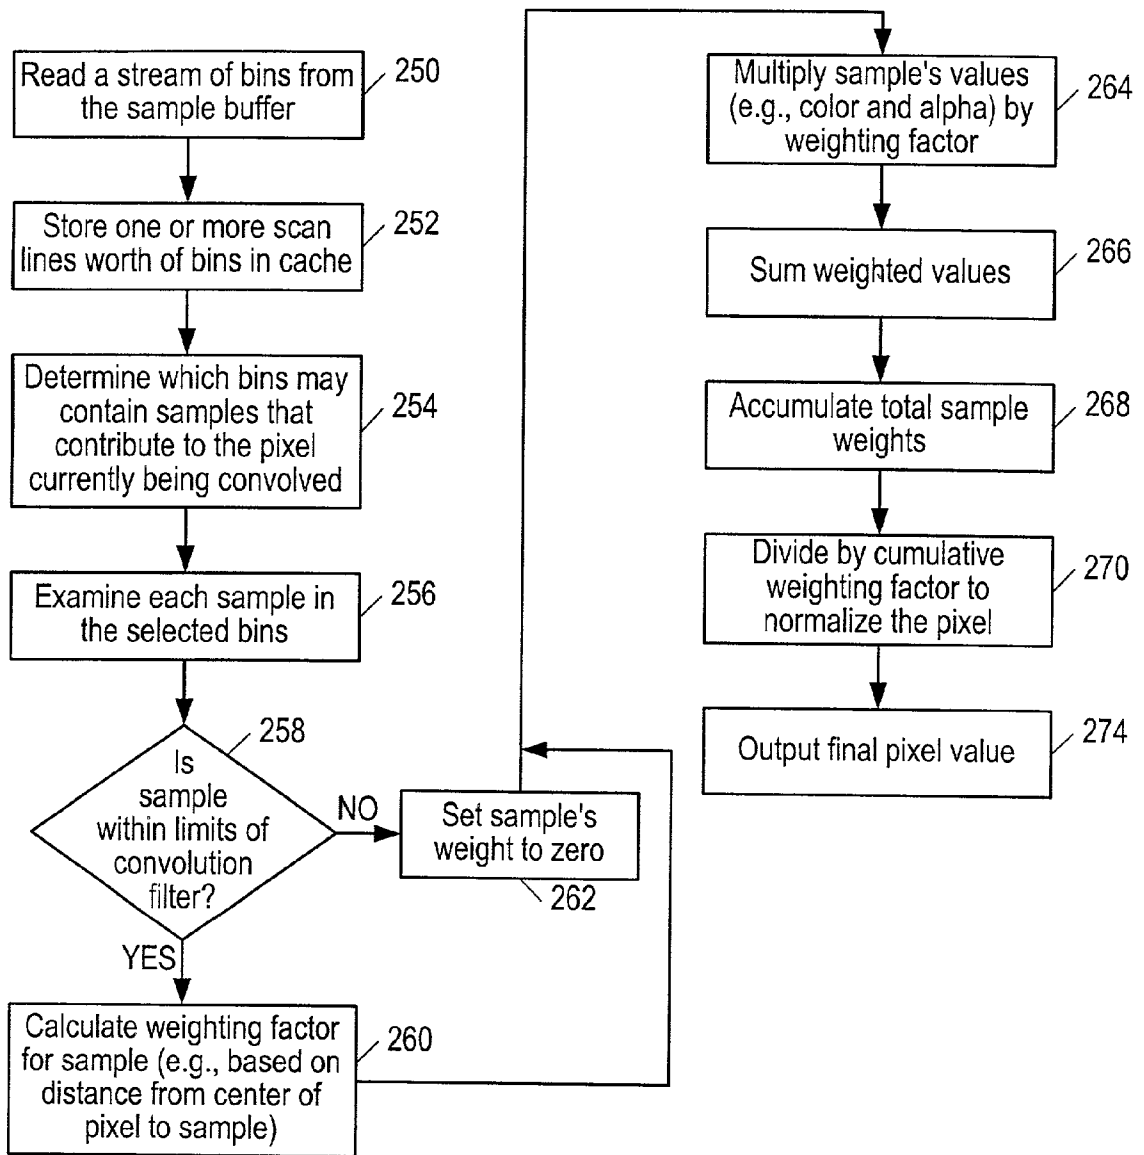 Read a stream of bins from
the sample buffer
250
Store one or more scan
lines worth of bins in cache
252
Determine which bins may
contain samples that
contribute to the pixel
currently being convolved
254
Examine each sample in
the selected bins
256
Is
sample
within limits of
convolution
filter?
258
NO
YES
Set sample's
weight to zero
262
Calculate weighting factor
for sample (e.g., based on
distance from center of
pixel to sample)
260
Multiply sample's values
(e.g., color and alpha) by
weighting factor
264
Sum weighted values
266
Accumulate total sample
weights
268
Divide by cumulative
weighting factor to
normalize the pixel
270
Output final pixel value
274